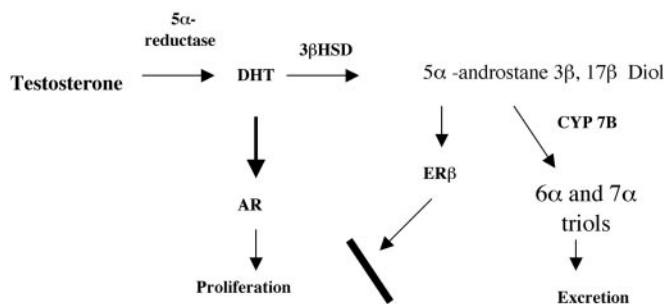 5α-
reductase
3βHSD
Testosterone
DHT
5α -androstane 3β, 17β Diol
CYP 7B
AR
ERβ
6α and 7α
triols
Proliferation
Excretion